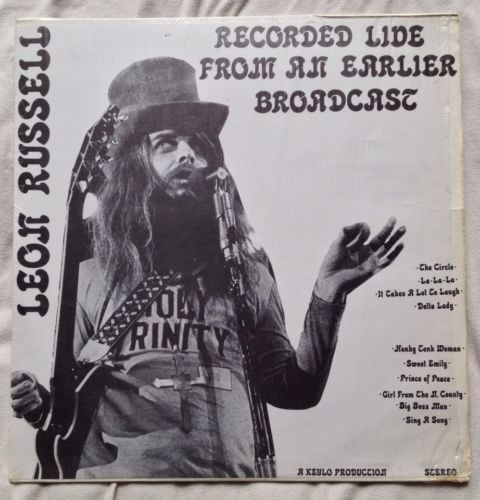 LEON RUSSELL
RECORDED LIVE
FROM AN EARLIER
BROADCAST
HOLY
TRINITY
·The Circle·
·La-La-La·
·It Takes A Lot To Laugh·
·Delta Lady·
·Honky Tonk Woman·
·Sweet Emily·
·Prince of Peace·
·Girl From The N. County·
·Big Boss Man·
·Sing A Song·
A KEYLO PRODUCTION STEREO